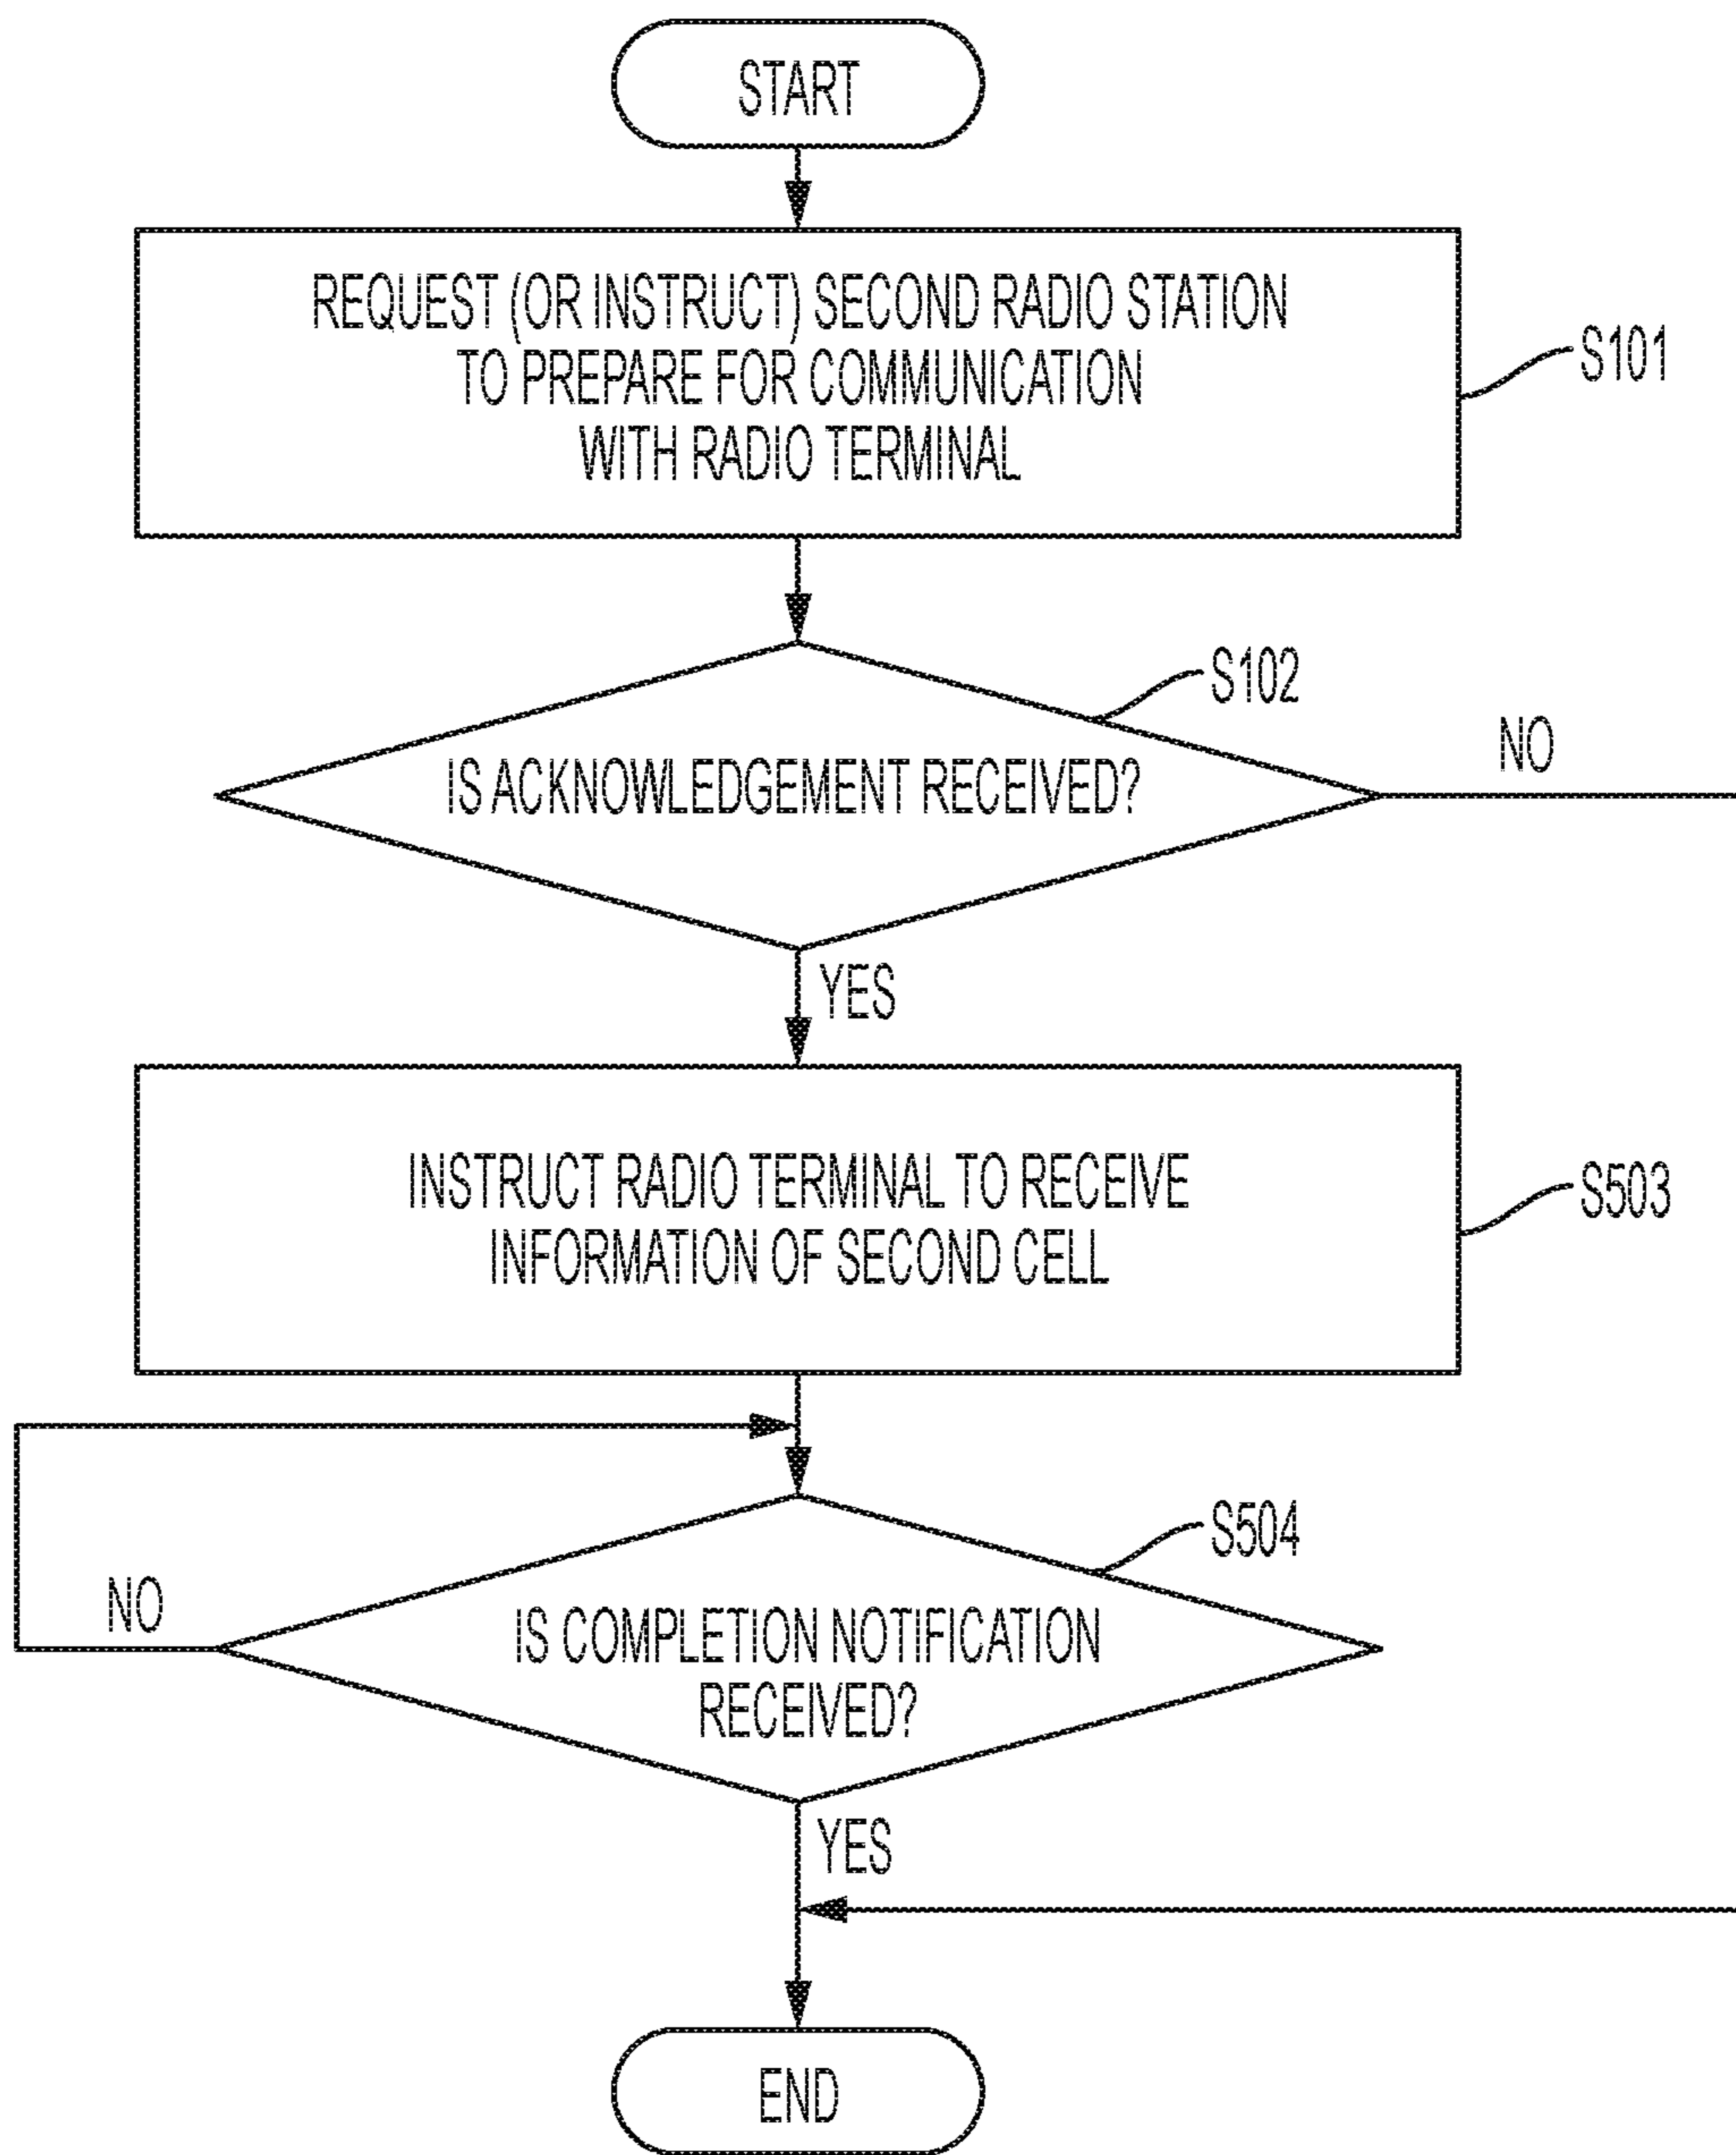 START
REQUEST (OR INSTRUCT) SECOND RADIO STATION
TO PREPARE FOR COMMUNICATION
WITH RADIO TERMINAL
S101
S102
IS ACKNOWLEDGEMENT RECEIVED?
NO
YES
INSTRUCT RADIO TERMINAL TO RECEIVE
INFORMATION OF SECOND CELL
S503
S504
NO
IS COMPLETION NOTIFICATION
RECEIVED?
YES
END